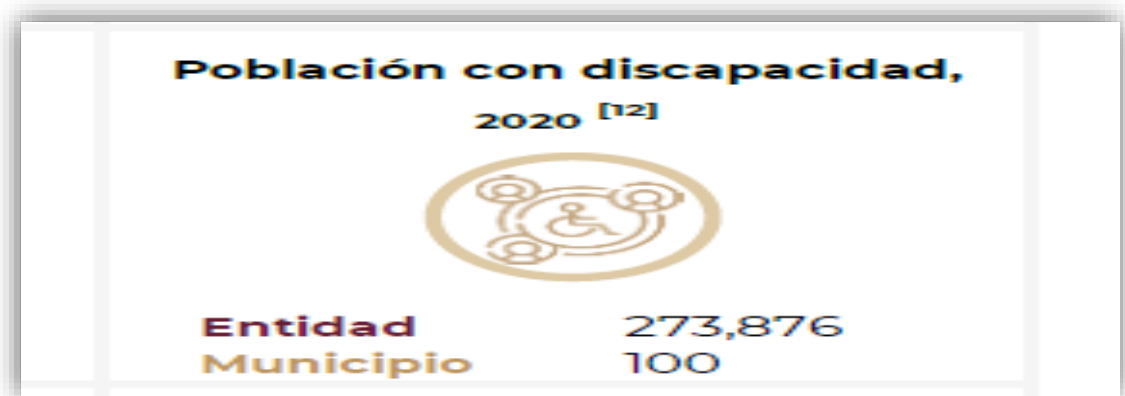 Población con discapacidad,
2020 [12]
Entidad 273,876
Municipio 100